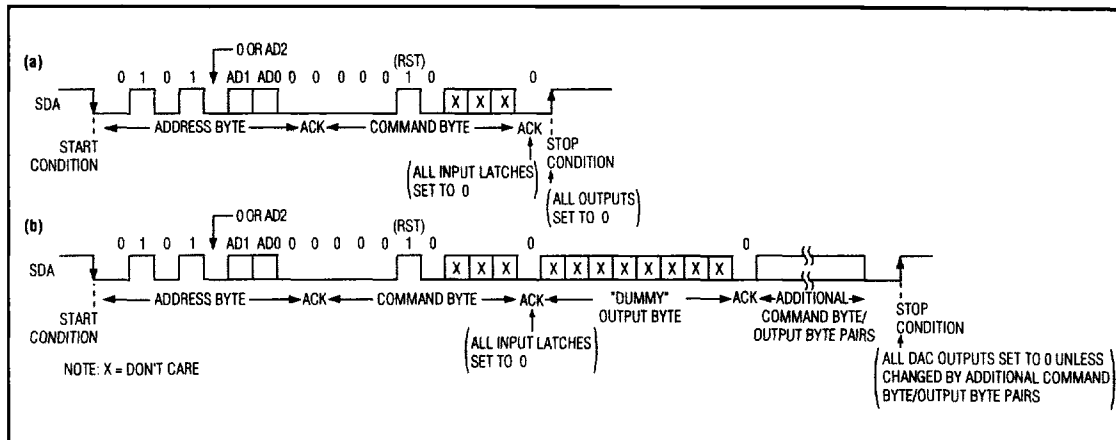 (a)
0 OR AD2
(RST)
0 1 0 1 AD1 AD0 0 0 0 0 0 1 0 0
SDA
X X X
ADDRESS BYTE ACK COMMAND BYTE ACK
START CONDITION
STOP CONDITION
(ALL INPUT LATCHES SET TO 0)
(ALL OUTPUTS SET TO 0)
(b)
0 OR AD2
(RST)
0 1 0 1 AD1 AD0 0 0 0 0 0 1 0 0 0
SDA
X X X X X X X X X X X
ADDRESS BYTE ACK COMMAND BYTE ACK "DUMMY" OUTPUT BYTE ACK ADDITIONAL COMMAND BYTE/ OUTPUT BYTE PAIRS
START CONDITION
STOP CONDITION
(ALL INPUT LATCHES SET TO 0)
NOTE: X = DON'T CARE
(ALL DAC OUTPUTS SET TO 0 UNLESS CHANGED BY ADDITIONAL COMMAND BYTE/OUTPUT BYTE PAIRS)